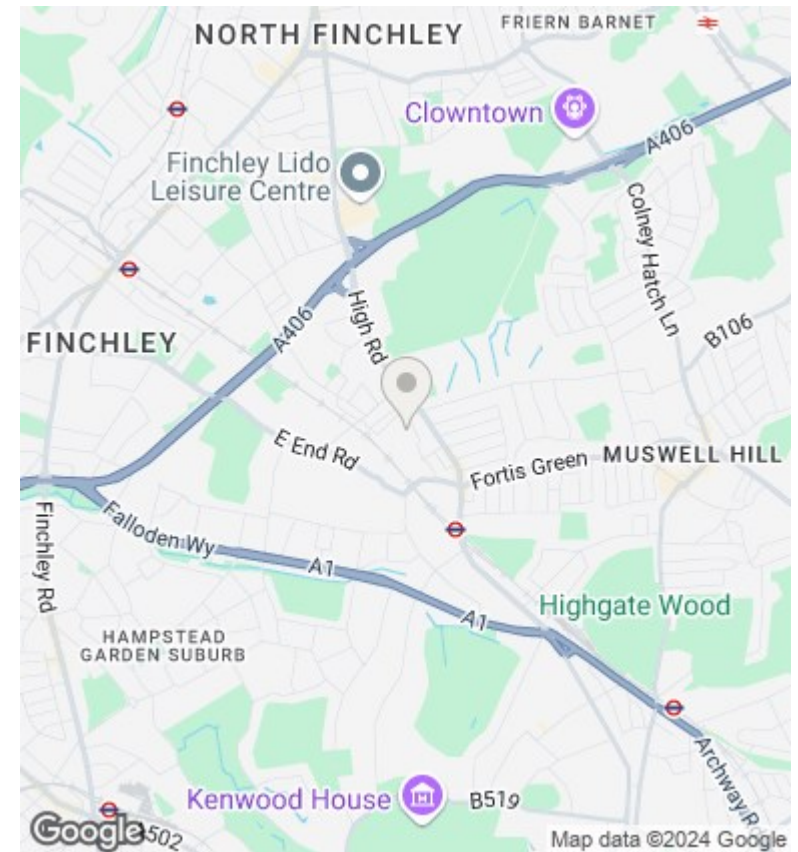 NORTH FINCHLEY
FRIERN BARNET
Clowntown
A406
Finchley Lido
Leisure Centre
Colney Hatch Ln
High Rd
A406
B106
FINCHLEY
E End Rd
Fortis Green
MUSWELL HILL
Finchley Rd
Falloden Wy
A1
A1
Highgate Wood
HAMPSTEAD
GARDEN SUBURB
Archway Rd
Kenwood House
B519
Google
A502
Map data ©2024 Google